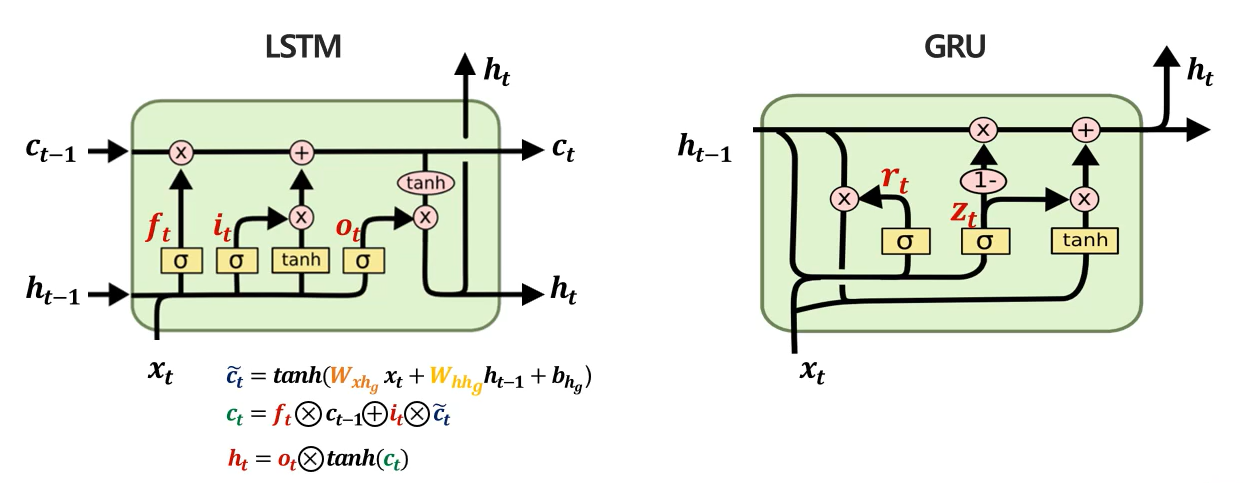 LSTM
h_t
c_{t-1}
x
+
c_t
tanh
f_t
i_t
x
o_t
x
σ
σ
tanh
σ
h_{t-1}
h_t
x_t
c̃_t = tanh(W_{xh_g} x_t + W_{hh_g} h_{t-1} + b_{h_g})
c_t = f_t ⊗ c_{t-1} ⊕ i_t ⊗ c̃_t
h_t = o_t ⊗ tanh(c_t)
GRU
h_t
h_{t-1}
x
+
1-
r_t
x
z_t
x
σ
σ
tanh
x_t